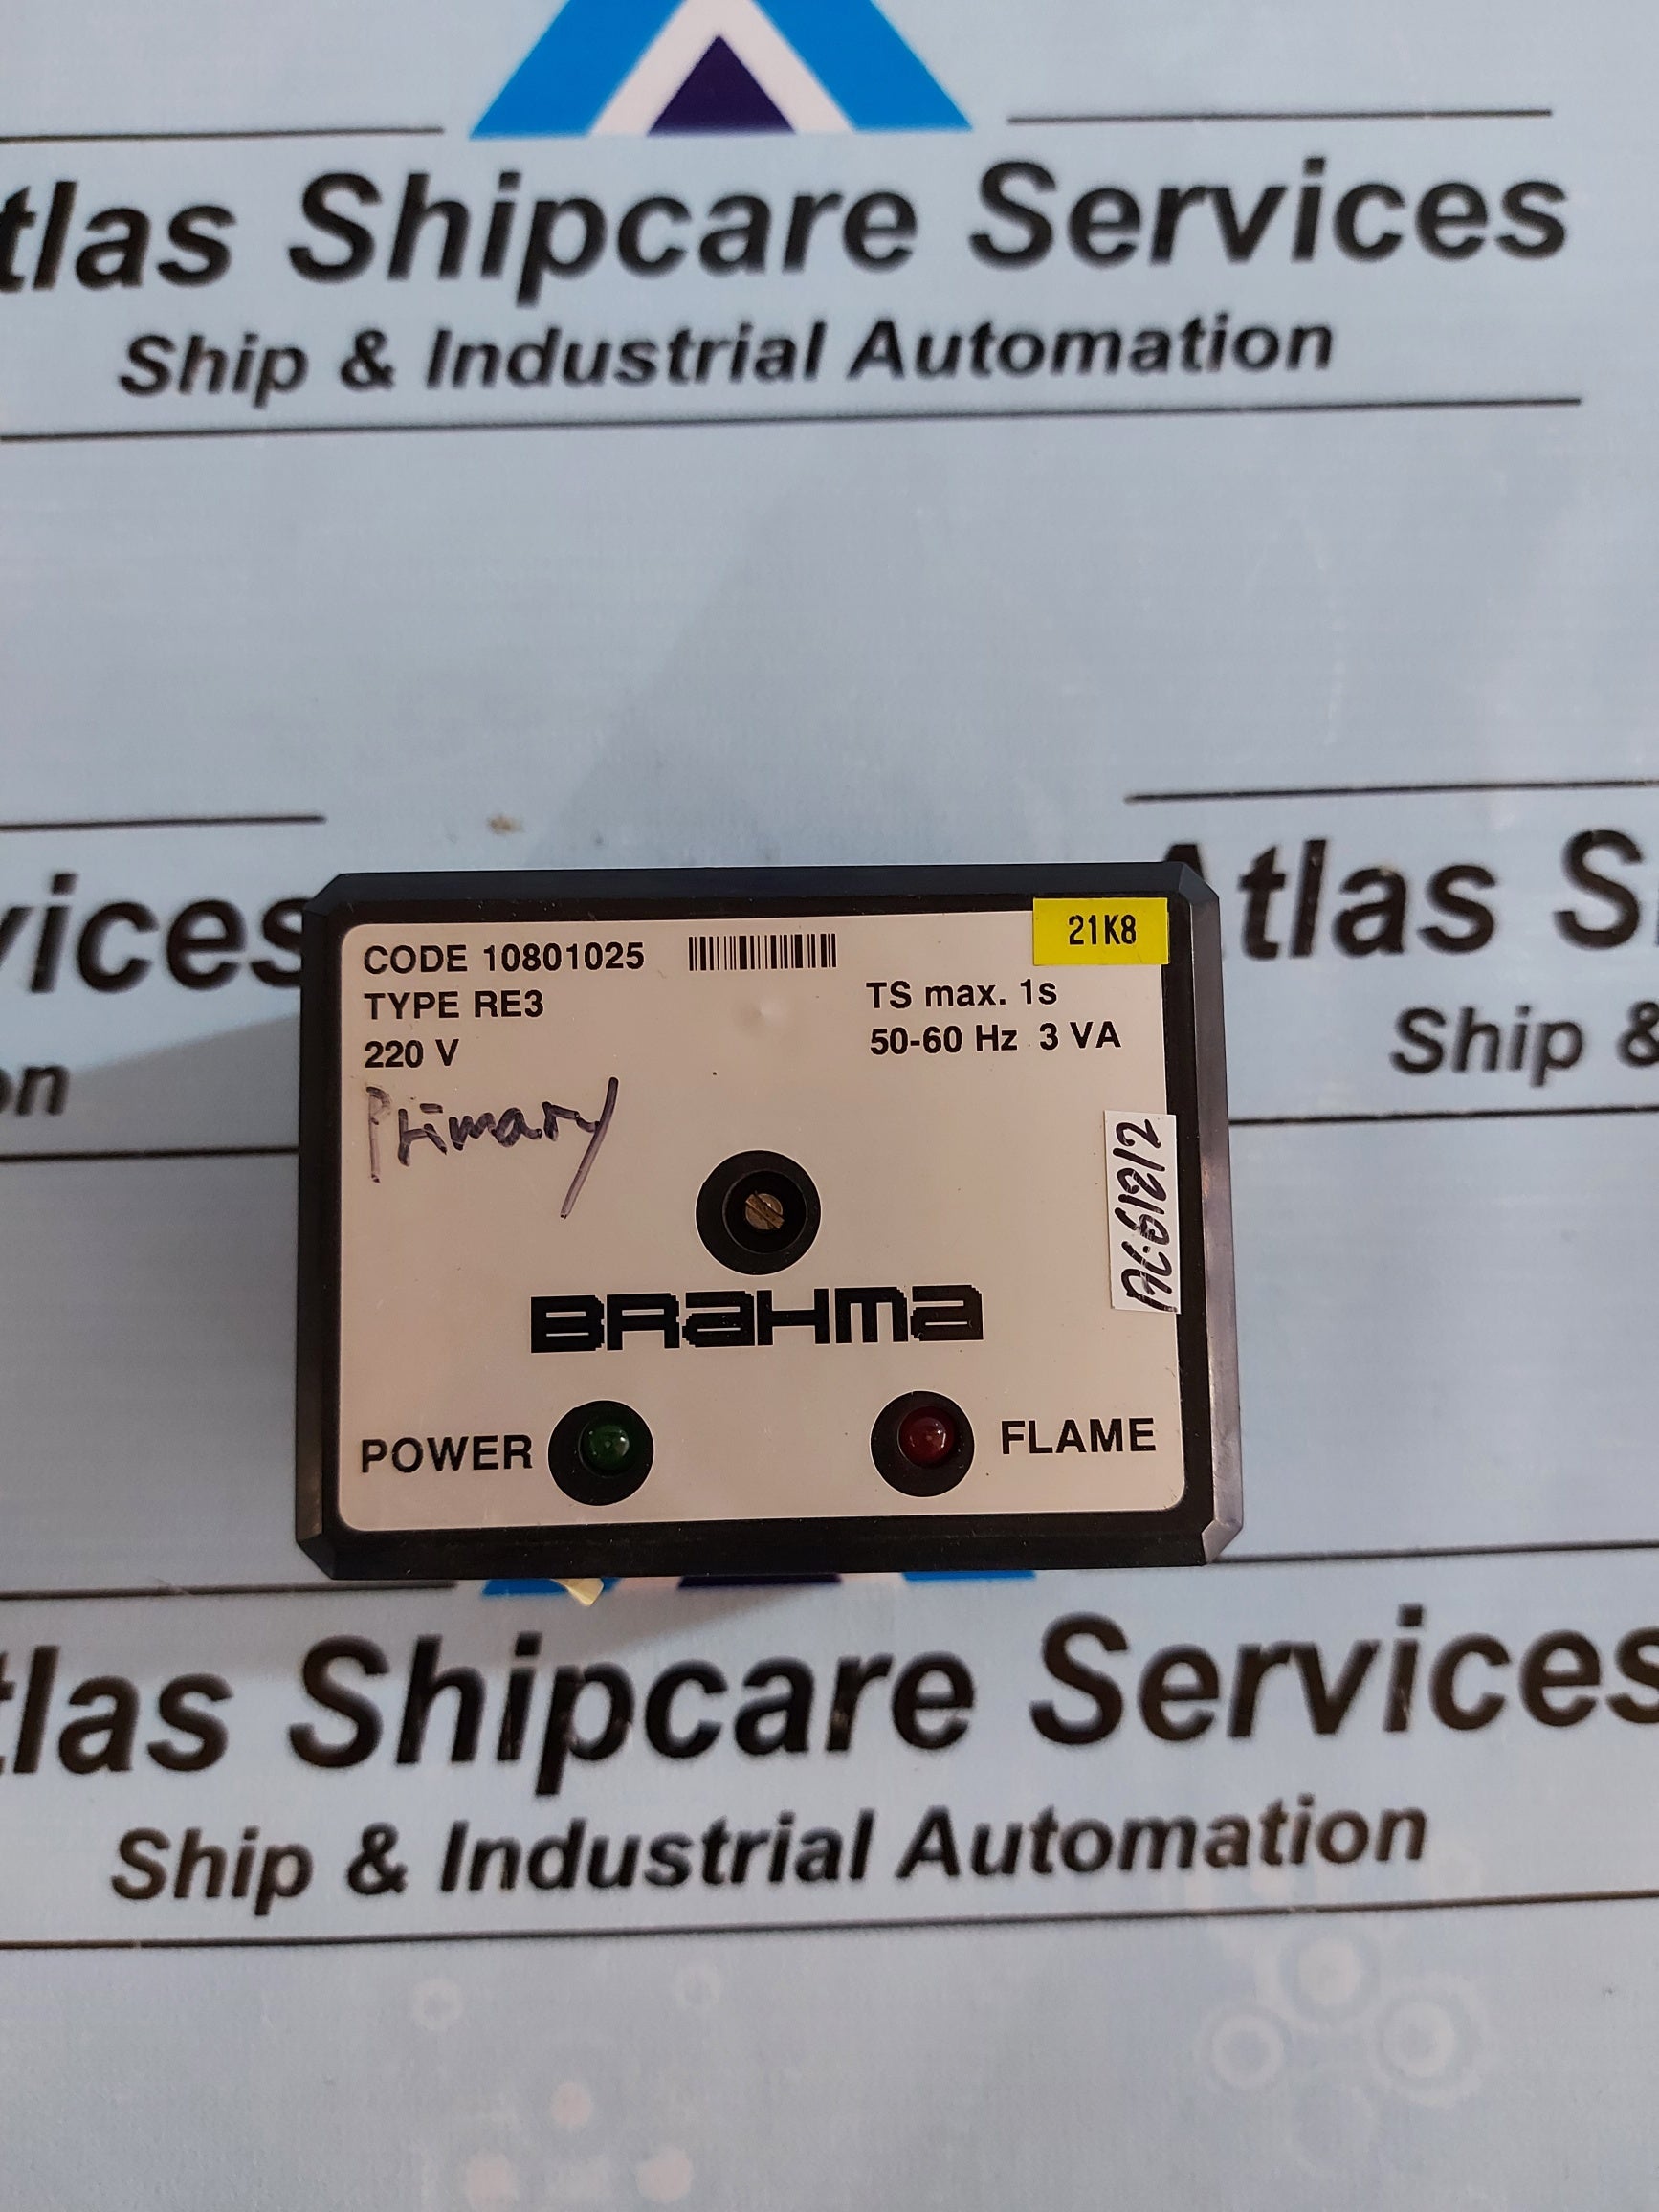 tlas Shipcare Services
Ship & Industrial Automation
vices
Atlas S
Ship &
on
21K8
CODE 10801025
TYPE RE3
220 V
TS max. 1s
50-60 Hz 3 VA
Primary
BRAHMA
POWER
FLAME
tlas Shipcare Services
Ship & Industrial Automation